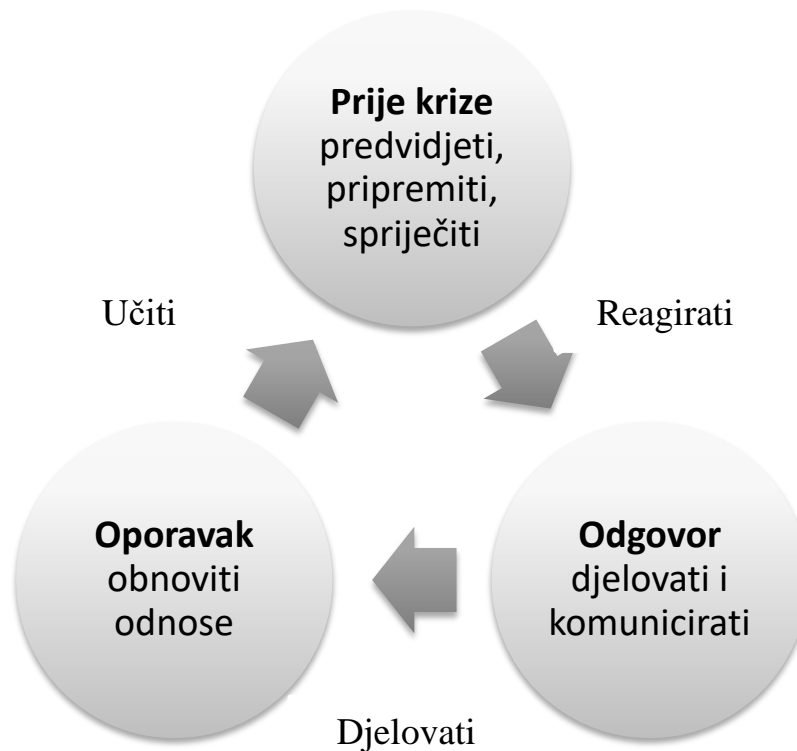 Prije krize
predvidjeti,
pripremiti,
spriječiti
Učiti
Reagirati
Oporavak
obnoviti
odnose
Odgovor
djelovati i
komunicirati
Djelovati